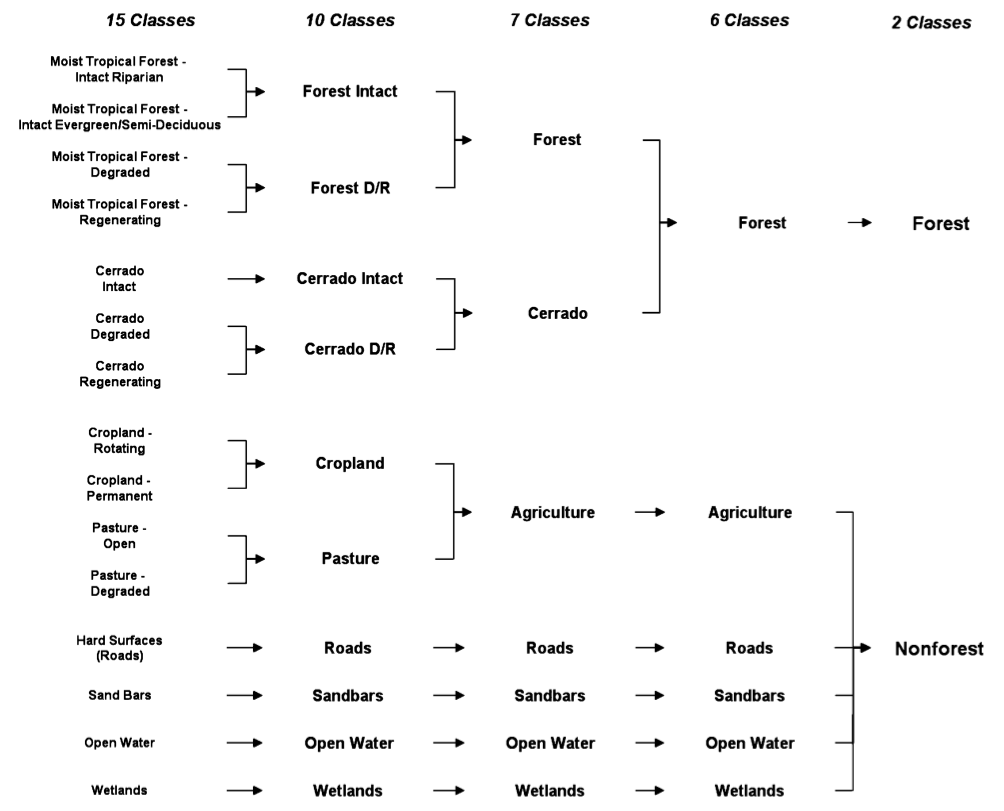 15 Classes
10 Classes
7 Classes
6 Classes
2 Classes
Moist Tropical Forest -
Intact Riparian
Moist Tropical Forest -
Intact Evergreen/Semi-Deciduous
Moist Tropical Forest -
Degraded
Moist Tropical Forest -
Regenerating
Cerrado
Intact
Cerrado
Degraded
Cerrado
Regenerating
Cropland -
Rotating
Cropland -
Permanent
Pasture -
Open
Pasture -
Degraded
Hard Surfaces
(Roads)
Sand Bars
Open Water
Wetlands
Forest Intact
Forest D/R
Cerrado Intact
Cerrado D/R
Cropland
Pasture
Roads
Sandbars
Open Water
Wetlands
Forest
Cerrado
Agriculture
Roads
Sandbars
Open Water
Wetlands
Forest
Agriculture
Roads
Sandbars
Open Water
Wetlands
Forest
Nonforest